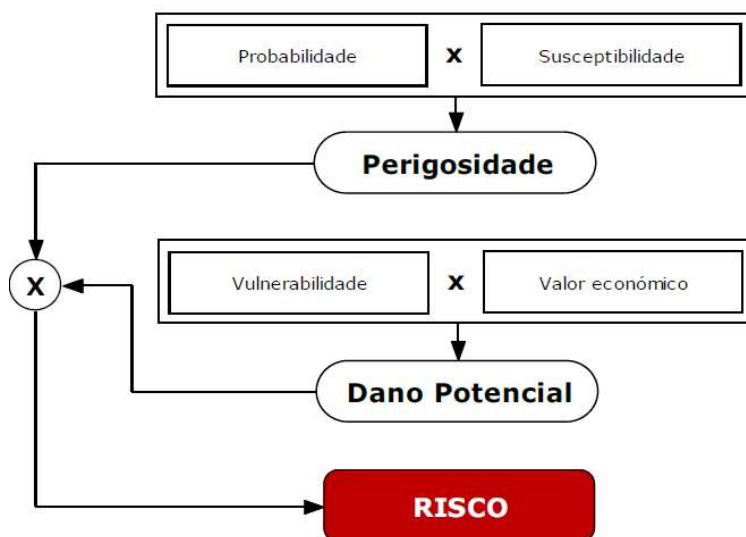 Probabilidade x Susceptibilidade
Perigosidade
X
Vulnerabilidade x Valor económico
Dano Potencial
RISCO